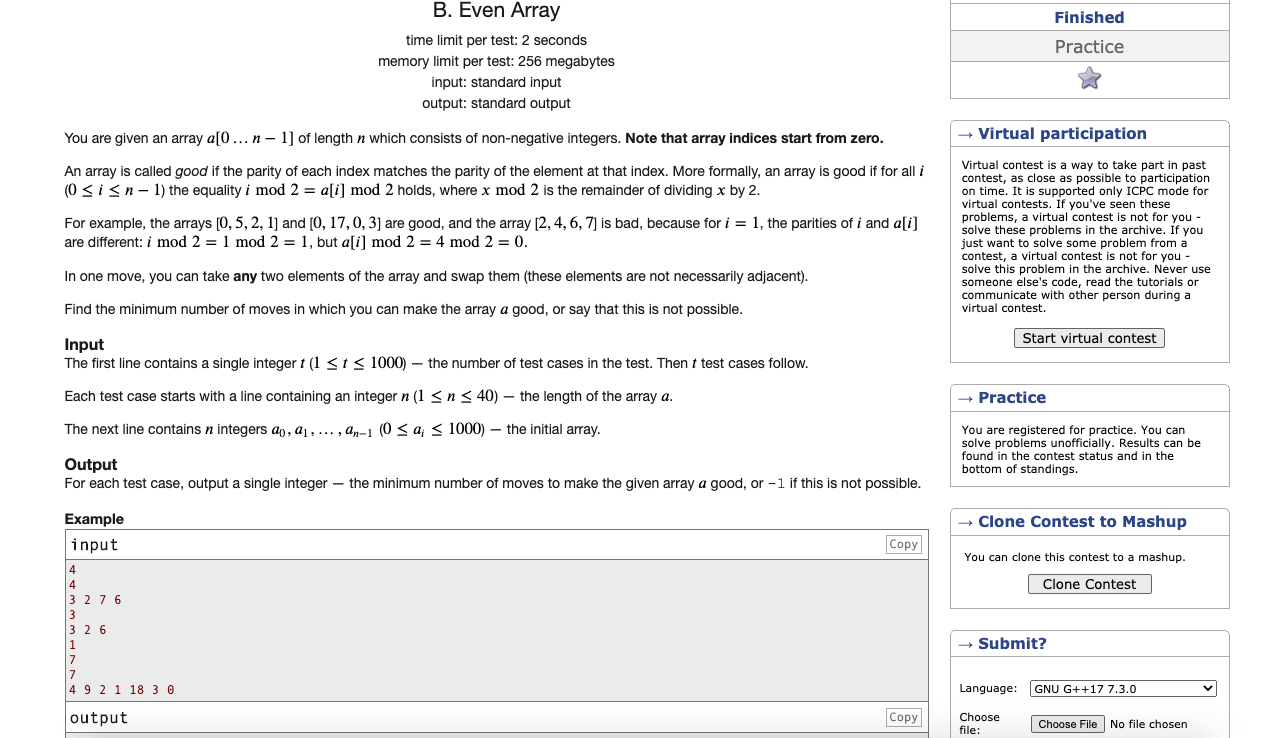 B. Even Array
time limit per test: 2 seconds
memory limit per test: 256 megabytes
input: standard input
output: standard output
You are given an array a[0 … n − 1] of length n which consists of non-negative integers. Note that array indices start from zero.
An array is called good if the parity of each index matches the parity of the element at that index. More formally, an array is good if for all i
(0 ≤ i ≤ n − 1) the equality i mod 2 = a[i] mod 2 holds, where x mod 2 is the remainder of dividing x by 2.
For example, the arrays [0, 5, 2, 1] and [0, 17, 0, 3] are good, and the array [2, 4, 6, 7] is bad, because for i = 1, the parities of i and a[i]
are different: i mod 2 = 1 mod 2 = 1, but a[i] mod 2 = 4 mod 2 = 0.
In one move, you can take any two elements of the array and swap them (these elements are not necessarily adjacent).
Find the minimum number of moves in which you can make the array a good, or say that this is not possible.
Input
The first line contains a single integer t (1 ≤ t ≤ 1000) — the number of test cases in the test. Then t test cases follow.
Each test case starts with a line containing an integer n (1 ≤ n ≤ 40) — the length of the array a.
The next line contains n integers a₀, a₁, … , aₙ₋₁ (0 ≤ aᵢ ≤ 1000) — the initial array.
Output
For each test case, output a single integer — the minimum number of moves to make the given array a good, or -1 if this is not possible.
Example
input
Copy
4
4
3 2 7 6
3
3 2 6
1
7
7
4 9 2 1 18 3 0
output
Copy
Finished
Practice
→ Virtual participation
Virtual contest is a way to take part in past
contest, as close as possible to participation
on time. It is supported only ICPC mode for
virtual contests. If you've seen these
problems, a virtual contest is not for you -
solve these problems in the archive. If you
just want to solve some problem from a
contest, a virtual contest is not for you -
solve this problem in the archive. Never use
someone else's code, read the tutorials or
communicate with other person during a
virtual contest.
Start virtual contest
→ Practice
You are registered for practice. You can
solve problems unofficially. Results can be
found in the contest status and in the
bottom of standings.
→ Clone Contest to Mashup
You can clone this contest to a mashup.
Clone Contest
→ Submit?
Language: GNU G++17 7.3.0
Choose
file: Choose File No file chosen